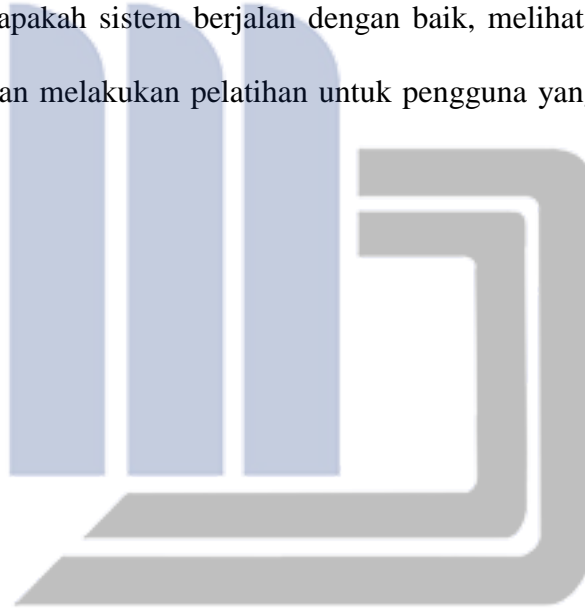 apakah sistem berjalan dengan baik, melihat
an melakukan pelatihan untuk pengguna yan